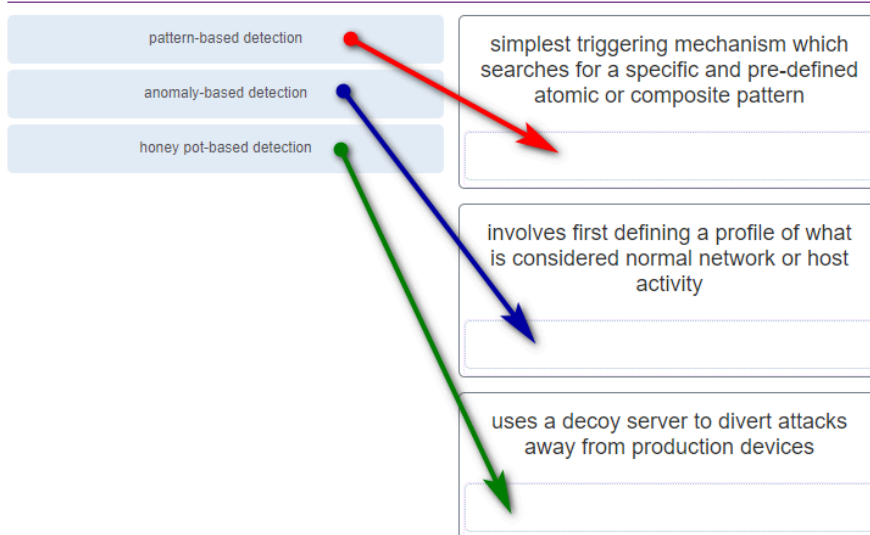 pattern-based detection
anomaly-based detection
honey pot-based detection
simplest triggering mechanism which
searches for a specific and pre-defined
atomic or composite pattern
involves first defining a profile of what
is considered normal network or host
activity
uses a decoy server to divert attacks
away from production devices